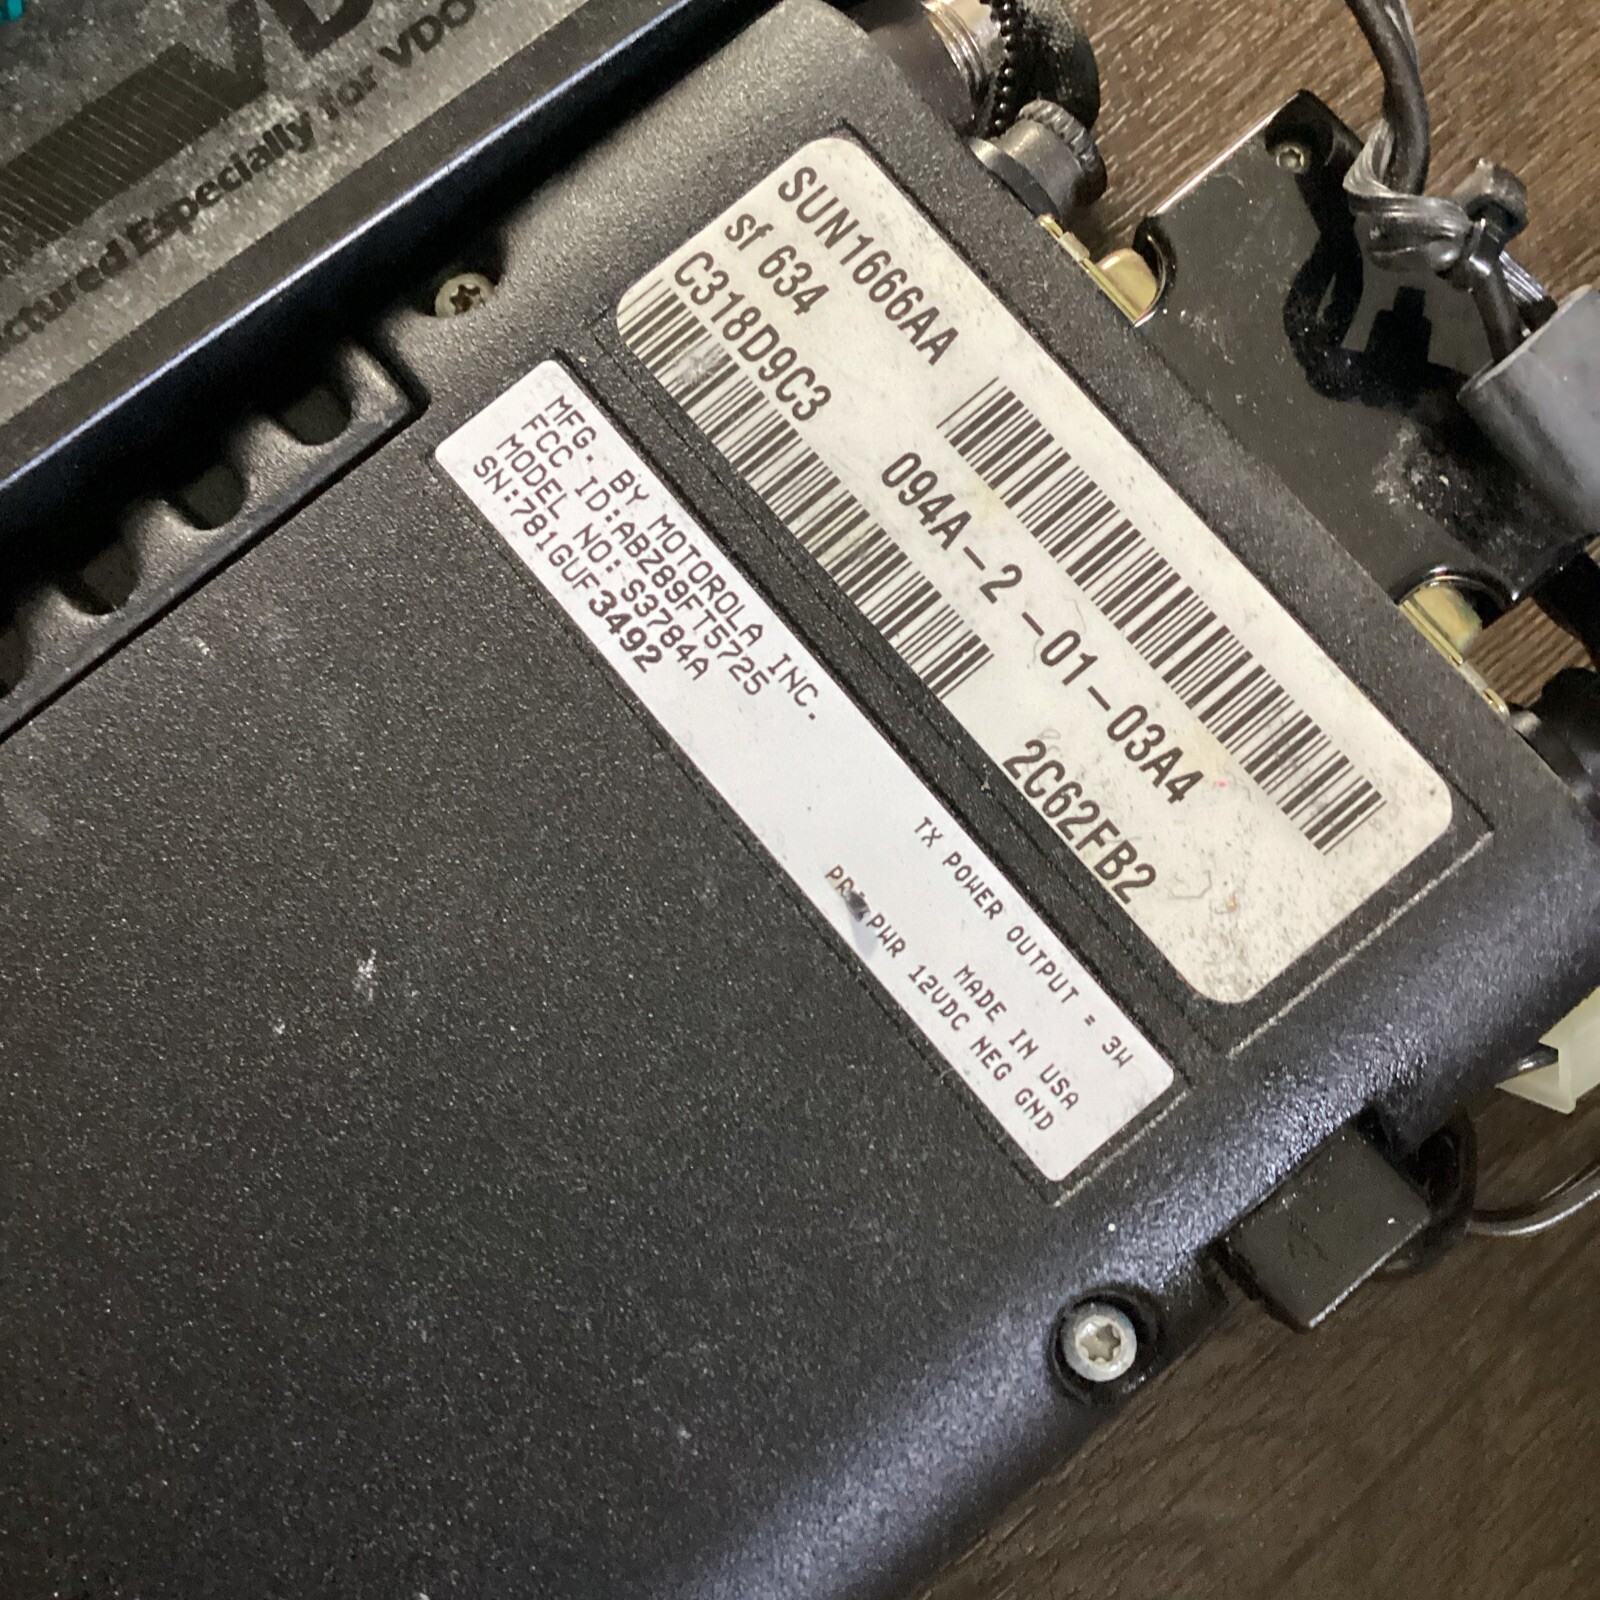 ctured Especially for VDO
SUN1666AA
sf 634
C318D9C3
094A-2-01-03A4
2C62FB2
MFG. BY MOTOROLA INC.
FCC ID:ABZ89FT5725
MODEL NO:S3784A
SN:781GUF3492
TX POWER OUTPUT = 3W
MADE IN USA
PWR 12VDC NEG GND